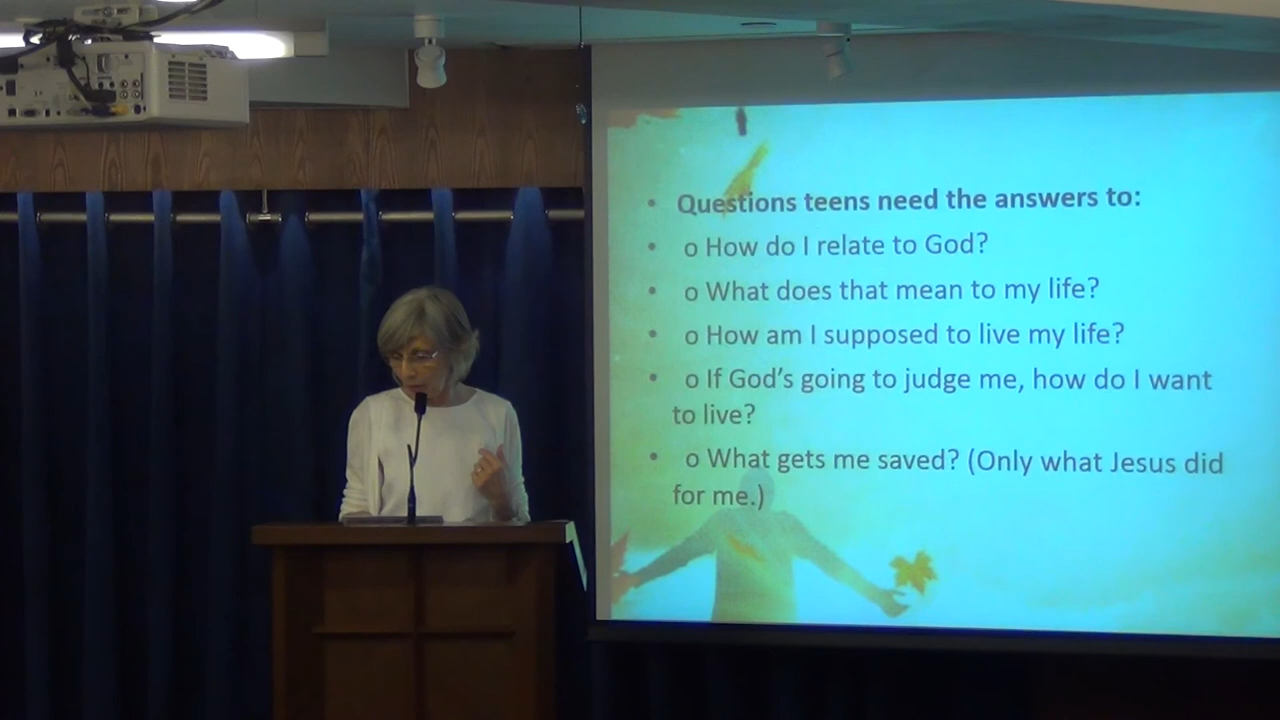 • Questions teens need the answers to:
• o How do I relate to God?
• o What does that mean to my life?
• o How am I supposed to live my life?
• o If God’s going to judge me, how do I want
to live?
• o What gets me saved? (Only what Jesus did
for me.)